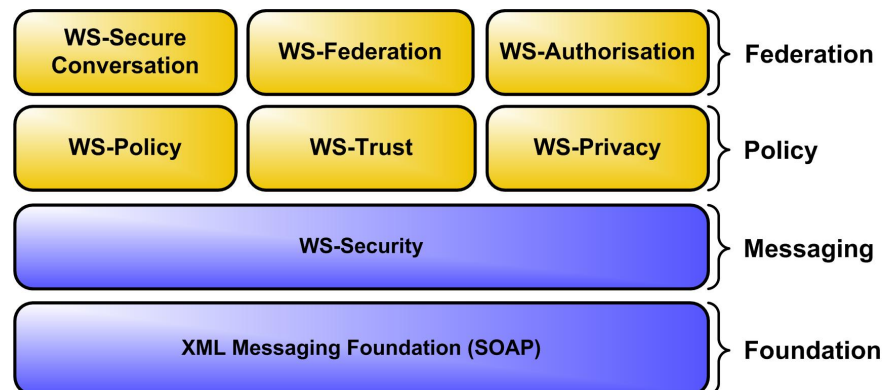 WS-Secure
Conversation
WS-Federation
WS-Authorisation
Federation
WS-Policy
WS-Trust
WS-Privacy
Policy
WS-Security
Messaging
XML Messaging Foundation (SOAP)
Foundation